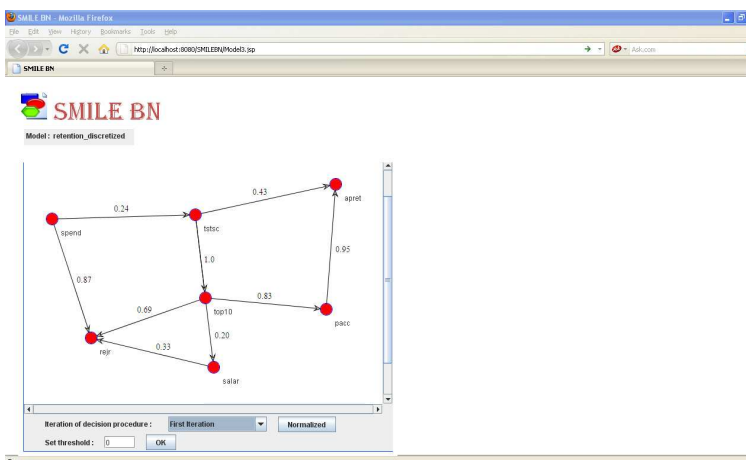 SMILE BN - Mozilla Firefox
File Edit View History Bookmarks Tools Help
http://localhost:8080/SMILEBN/Model3.jsp
Ask.com
SMILE BN
SMILE BN
Model : retention_discretized
apret
0.43
0.24
tstsc
spend
1.0
0.95
0.87
0.83
0.69
top10
pacc
0.20
0.33
rejr
salar
Iteration of decision procedure : First Iteration Normalized
Set threshold : 0 OK